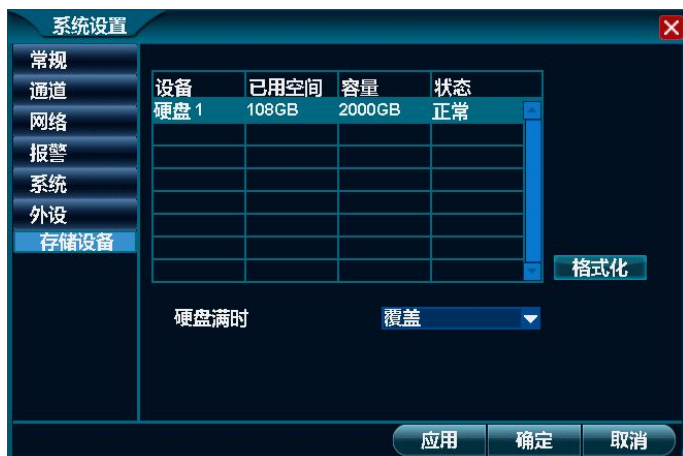 系统设置
常规
通道
网络
报警
系统
外设
存储设备
设备 已用空间 容量 状态
硬盘 1 108GB 2000GB 正常
格式化
硬盘满时 覆盖
应用 确定 取消